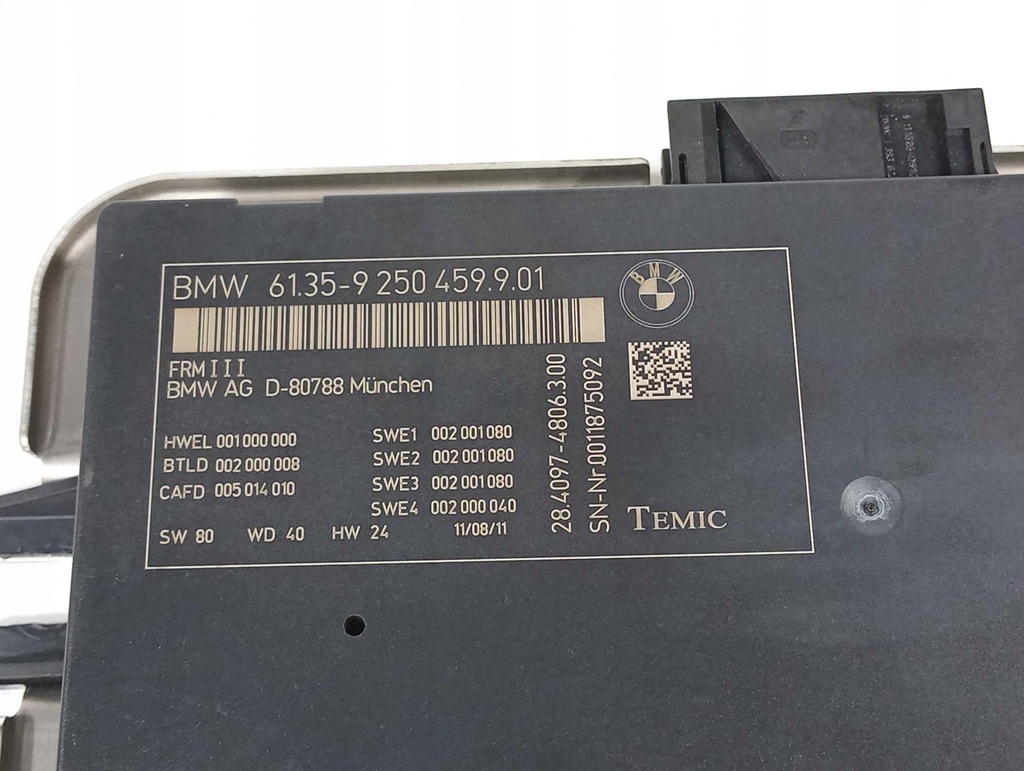 BMW 61.35-9 250 459.9.01
BMW
FRM III
BMW AG D-80788 München
HWEL 001 000 000
BTLD 002 000 008
CAFD 005 014 010
SWE1 002 001 080
SWE2 002 001 080
SWE3 002 001 080
SWE4 002 000 040
SW 80 WD 40 HW 24 11/08/11
28.4097-4806.3.00
SN-Nr.0011875092
TEMIC